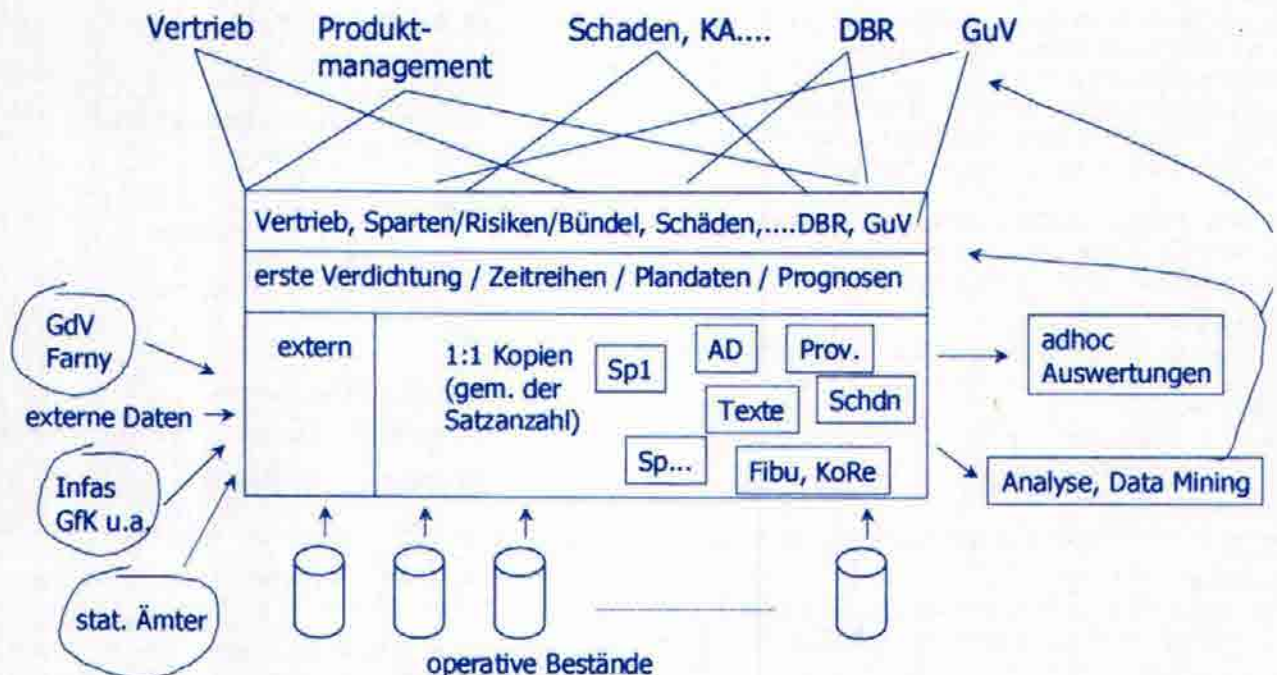 Vertrieb Produkt- Schaden, KA.... DBR GuV
management
Vertrieb, Sparten/Risiken/Bündel, Schäden,....DBR, GuV
erste Verdichtung / Zeitreihen / Plandaten / Prognosen
GdV
Farny
externe Daten
Infas
GfK u.a.
stat. Ämter
extern
1:1 Kopien
(gem. der
Satzanzahl)
Sp1
AD
Prov.
Texte
Schdn
Sp...
Fibu, KoRe
adhoc
Auswertungen
Analyse, Data Mining
operative Bestände